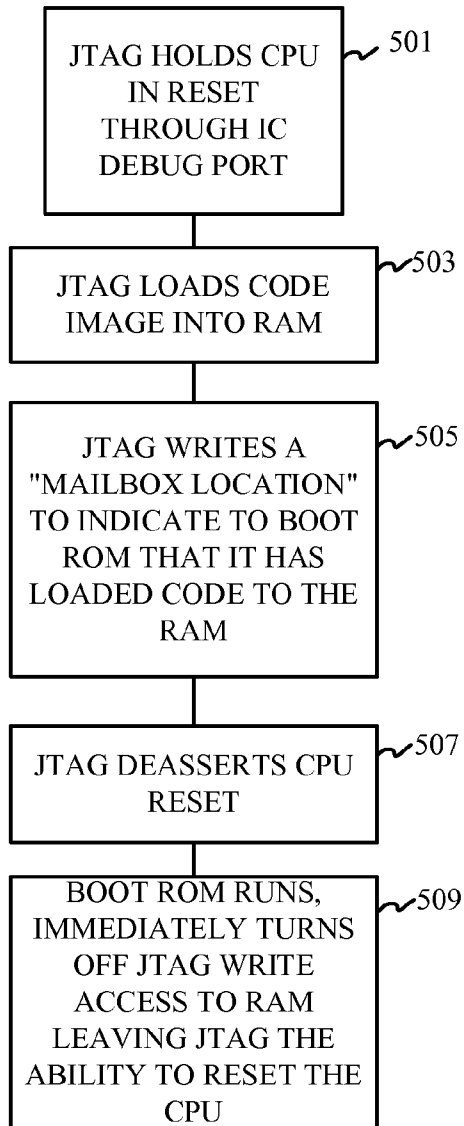 JTAG HOLDS CPU
IN RESET
THROUGH IC
DEBUG PORT
501
JTAG LOADS CODE
IMAGE INTO RAM
503
JTAG WRITES A
"MAILBOX LOCATION"
TO INDICATE TO BOOT
ROM THAT IT HAS
LOADED CODE TO THE
RAM
505
JTAG DEASSERTS CPU
RESET
507
BOOT ROM RUNS,
IMMEDIATELY TURNS
OFF JTAG WRITE
ACCESS TO RAM
LEAVING JTAG THE
ABILITY TO RESET THE
CPU
509